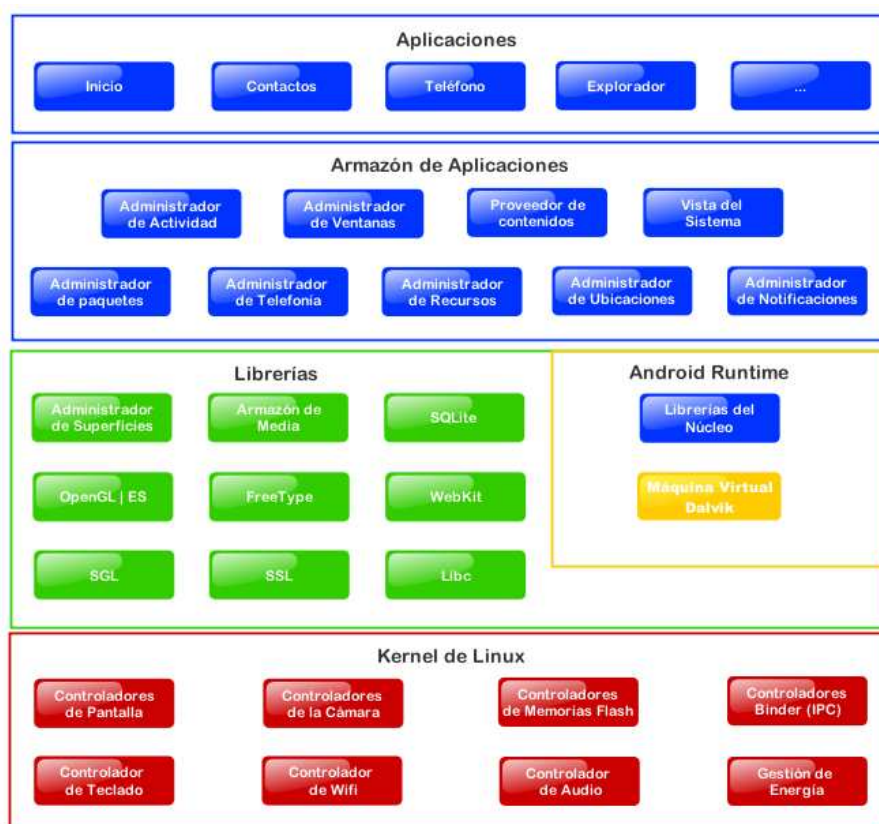 Aplicaciones
Inicio
Contactos
Teléfono
Explorador
...
Armazón de Aplicaciones
Administrador
de Actividad
Administrador
de Ventanas
Proveedor de
contenidos
Vista del
Sistema
Administrador
de paquetes
Administrador
de Telefonía
Administrador
de Recursos
Administrador
de Ubicaciones
Administrador
de Notificaciones
Librerías
Administrador
de Superficies
Armazón de
Media
SQLite
OpenGL | ES
FreeType
WebKit
SGL
SSL
Libc
Android Runtime
Librerías del
Núcleo
Máquina Virtual
Dalvik
Kernel de Linux
Controladores
de Pantalla
Controladores
de la Cámara
Controladores
de Memorias Flash
Controladores
Binder (IPC)
Controlador
de Teclado
Controlador
de Wifi
Controlador
de Audio
Gestión de
Energía